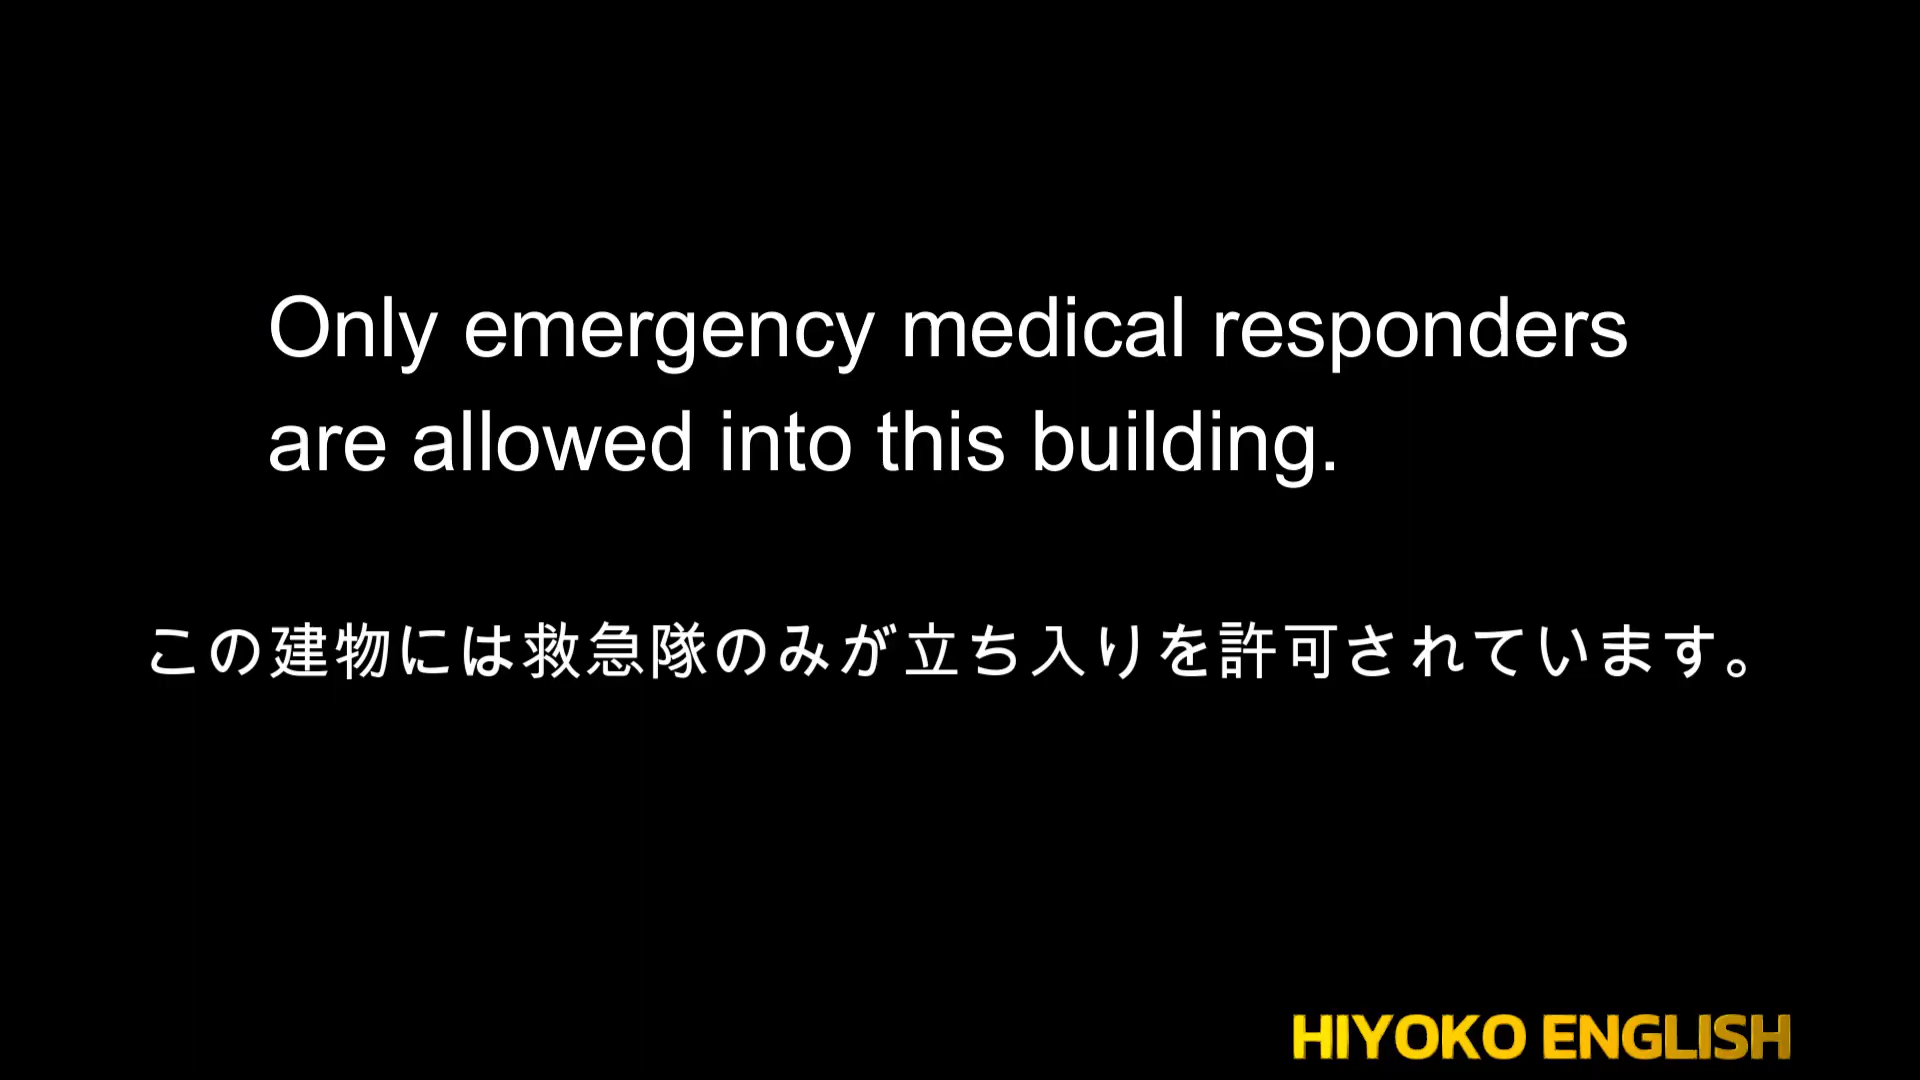 Only emergency medical responders
are allowed into this building.
この建物には救急隊のみが立ち入りを許可されています。
HIYOKO ENGLISH